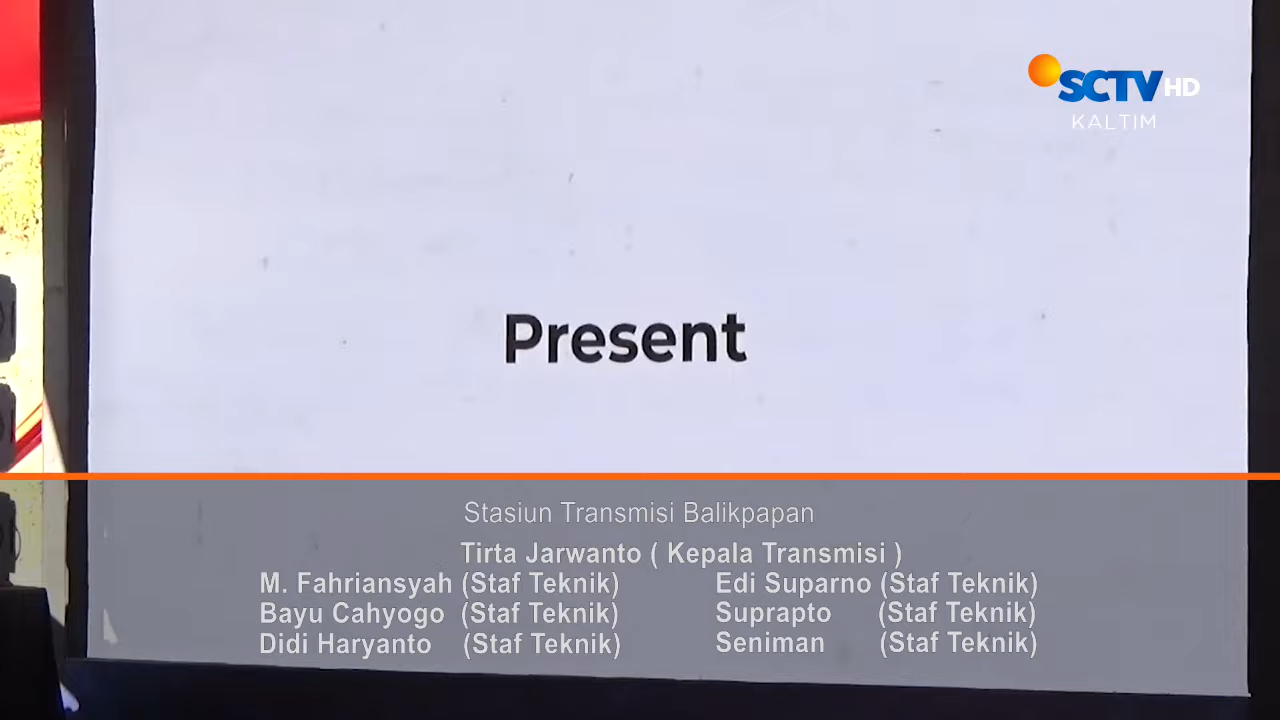 SCTV HD
KALTIM
Present
Stasiun Transmisi Balikpapan
Tirta Jarwanto ( Kepala Transmisi )
M. Fahriansyah (Staf Teknik) Edi Suparno (Staf Teknik)
Bayu Cahyogo (Staf Teknik) Suprapto (Staf Teknik)
Didi Haryanto (Staf Teknik) Seniman (Staf Teknik)